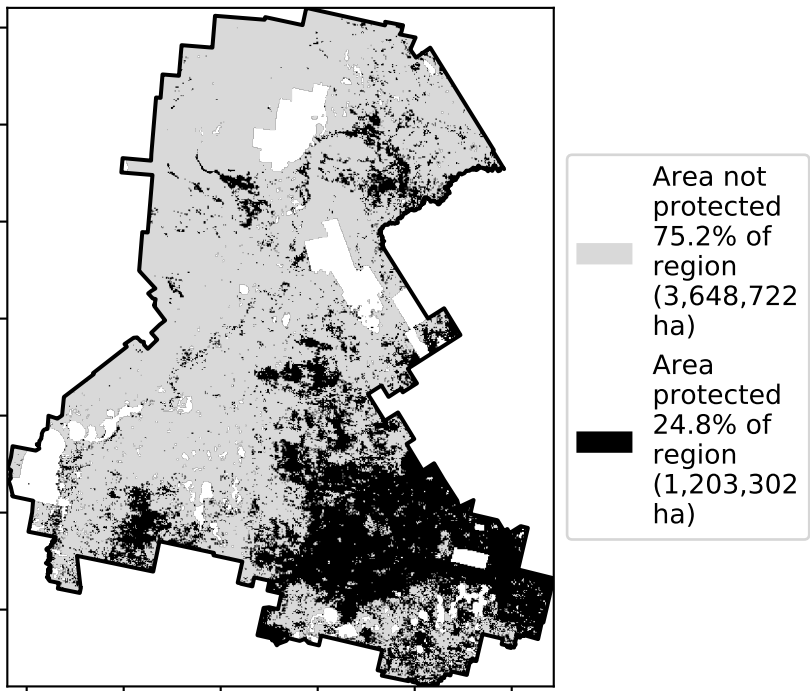 Area not
protected
75.2% of
region
(3,648,722
ha)
Area
protected
24.8% of
region
(1,203,302
ha)